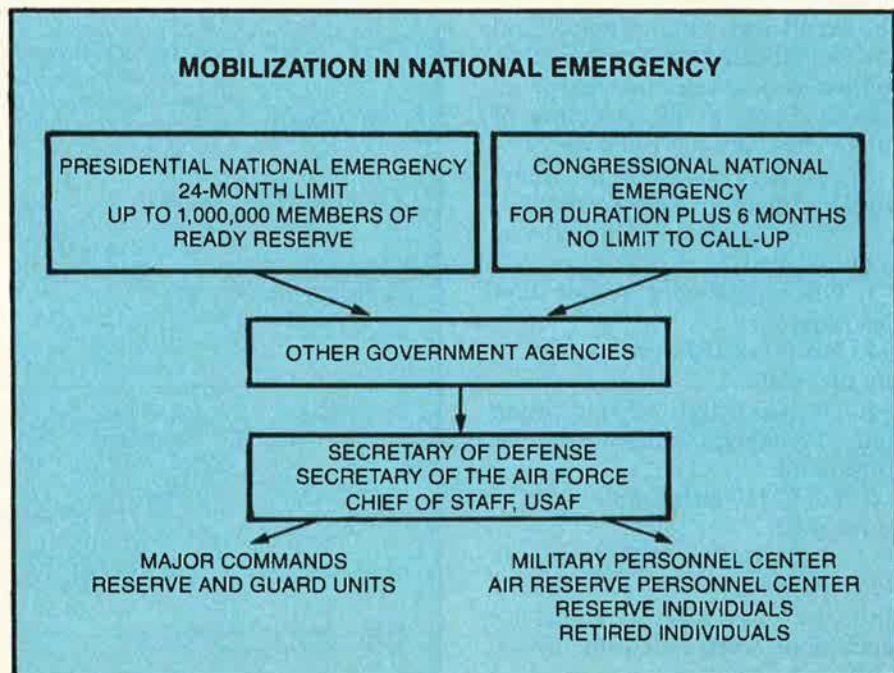 MOBILIZATION IN NATIONAL EMERGENCY
PRESIDENTIAL NATIONAL EMERGENCY
24-MONTH LIMIT
UP TO 1,000,000 MEMBERS OF
READY RESERVE
CONGRESSIONAL NATIONAL
EMERGENCY
FOR DURATION PLUS 6 MONTHS
NO LIMIT TO CALL-UP
OTHER GOVERNMENT AGENCIES
SECRETARY OF DEFENSE
SECRETARY OF THE AIR FORCE
CHIEF OF STAFF, USAF
MAJOR COMMANDS
RESERVE AND GUARD UNITS
MILITARY PERSONNEL CENTER
AIR RESERVE PERSONNEL CENTER
RESERVE INDIVIDUALS
RETIRED INDIVIDUALS